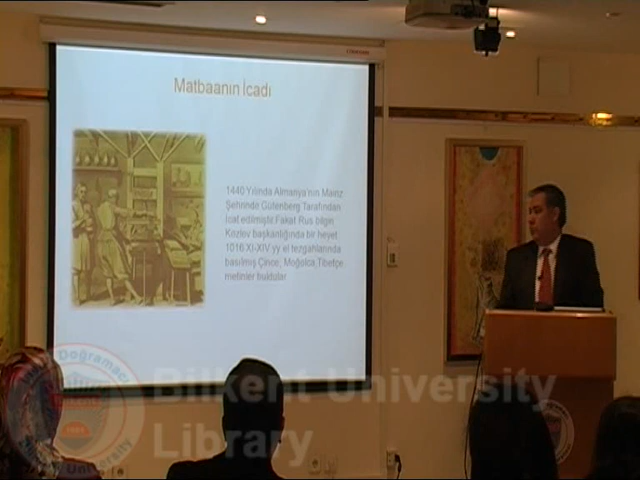 Matbaanın İcadı
1440 Yılında Almanya'nın Mainz
Şehrinde Gutenberg Tarafından
İcat edilmiştir.Fakat Rus bilgin
Kozlev başkanlığında bir heyet,
1016 XI-XIV yy el tezgahlarında
basılmış Çince, Moğolca,Tibetçe
metinler buldular.
Doğramacı
Bilkent University
Library